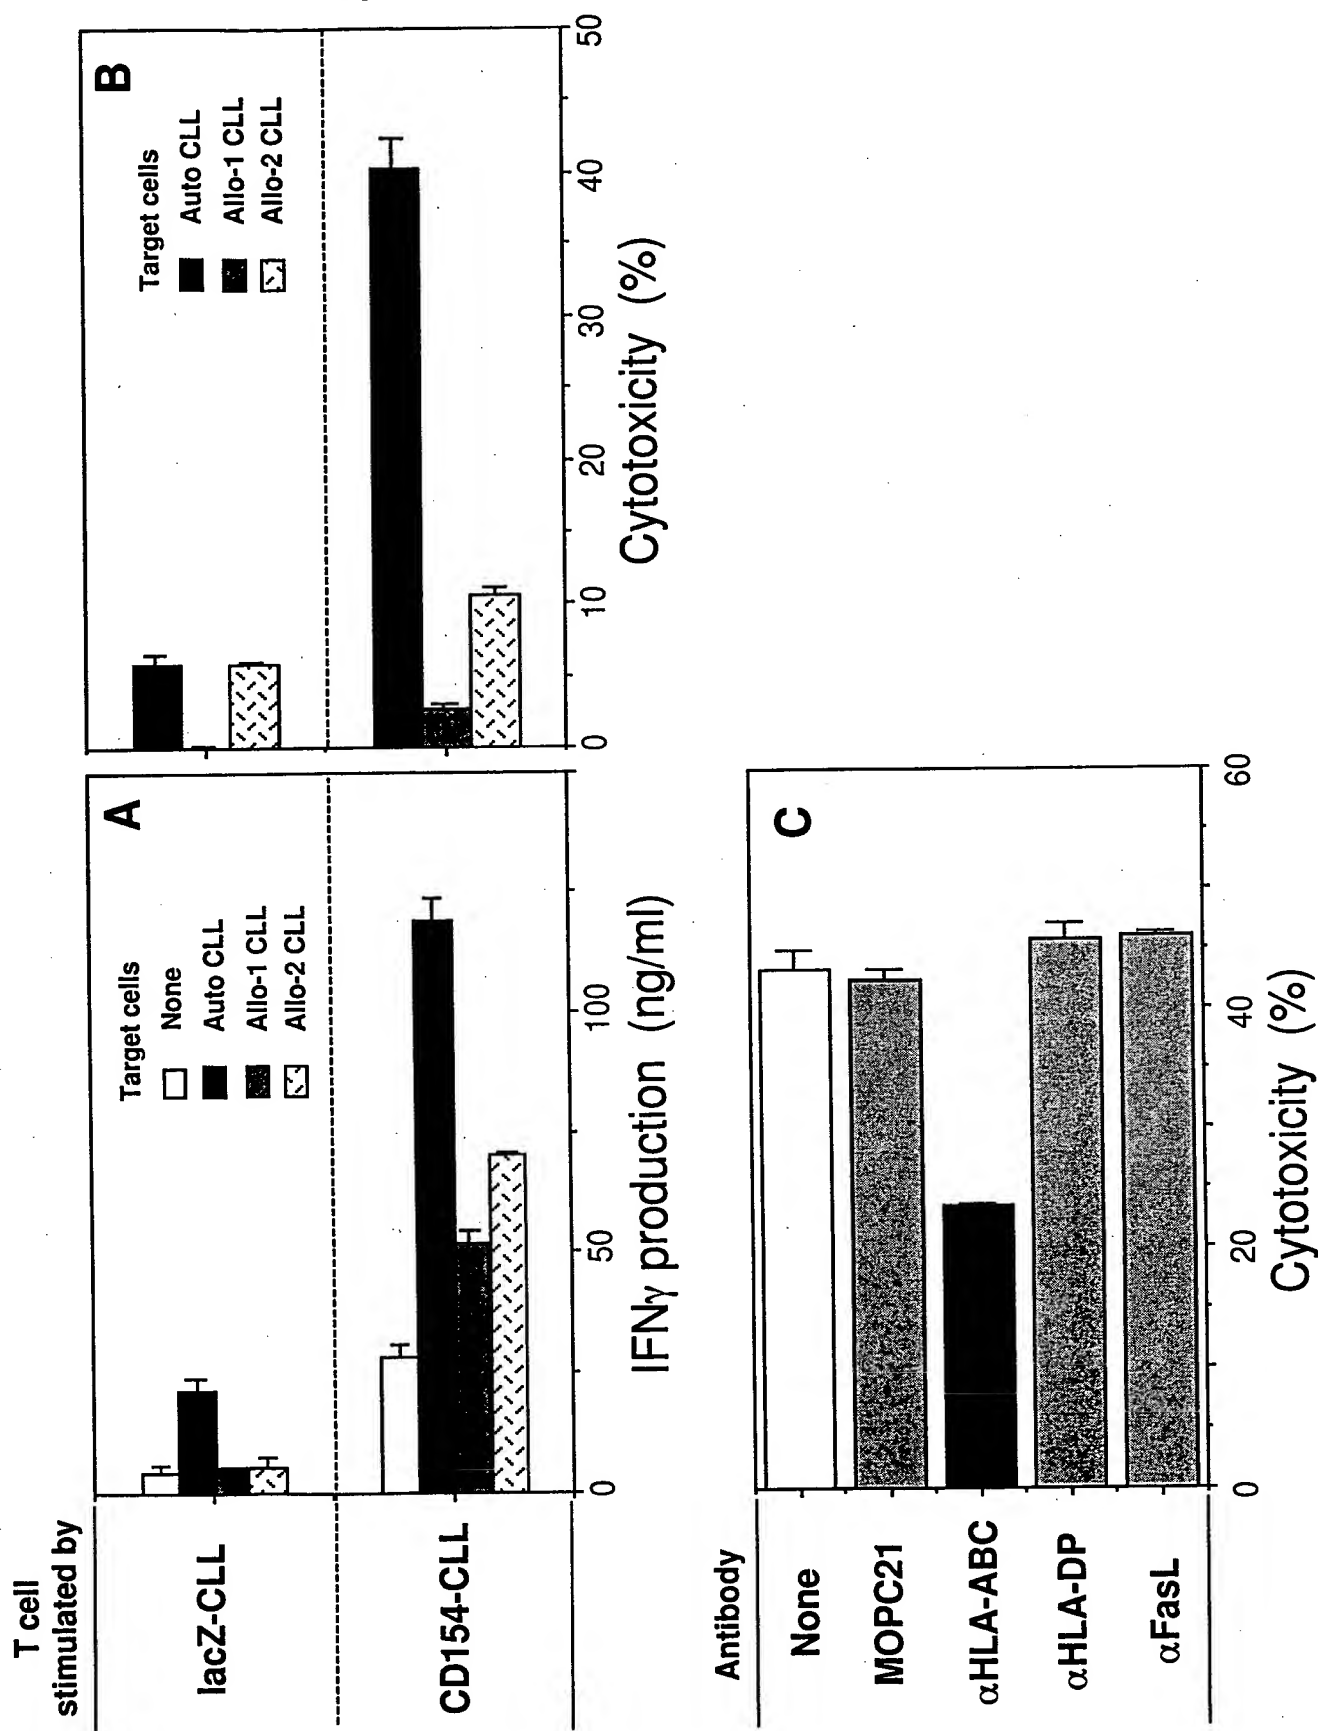 T cell
stimulated by
lacZ-CLL
CD154-CLL
A
Target cells
None
Auto CLL
Allo-1 CLL
Allo-2 CLL
0
50
100
IFNγ production (ng/ml)
B
Target cells
Auto CLL
Allo-1 CLL
Allo-2 CLL
0
10
20
30
40
50
Cytotoxicity (%)
Antibody
None
MOPC21
αHLA-ABC
αHLA-DP
αFasL
C
0
20
40
60
Cytotoxicity (%)